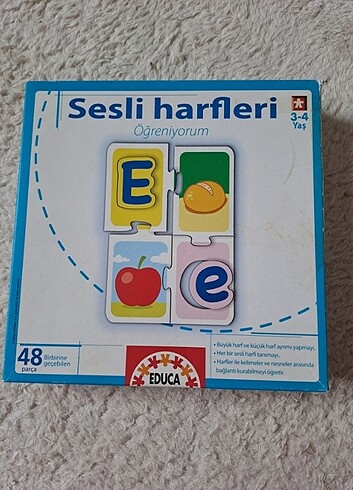 Sesli harfleri
Öğreniyorum
3-4
Yaş
E
e
48
parça
Birbirine
geçebilen
EDUCA
• Büyük harf ve küçük harf ayrımı yapmayı,
• Her bir sesli harfi tanımayı,
• Harfler ile kelimeler ve nesneler arasında
bağlantı kurabilmeyi öğretir.